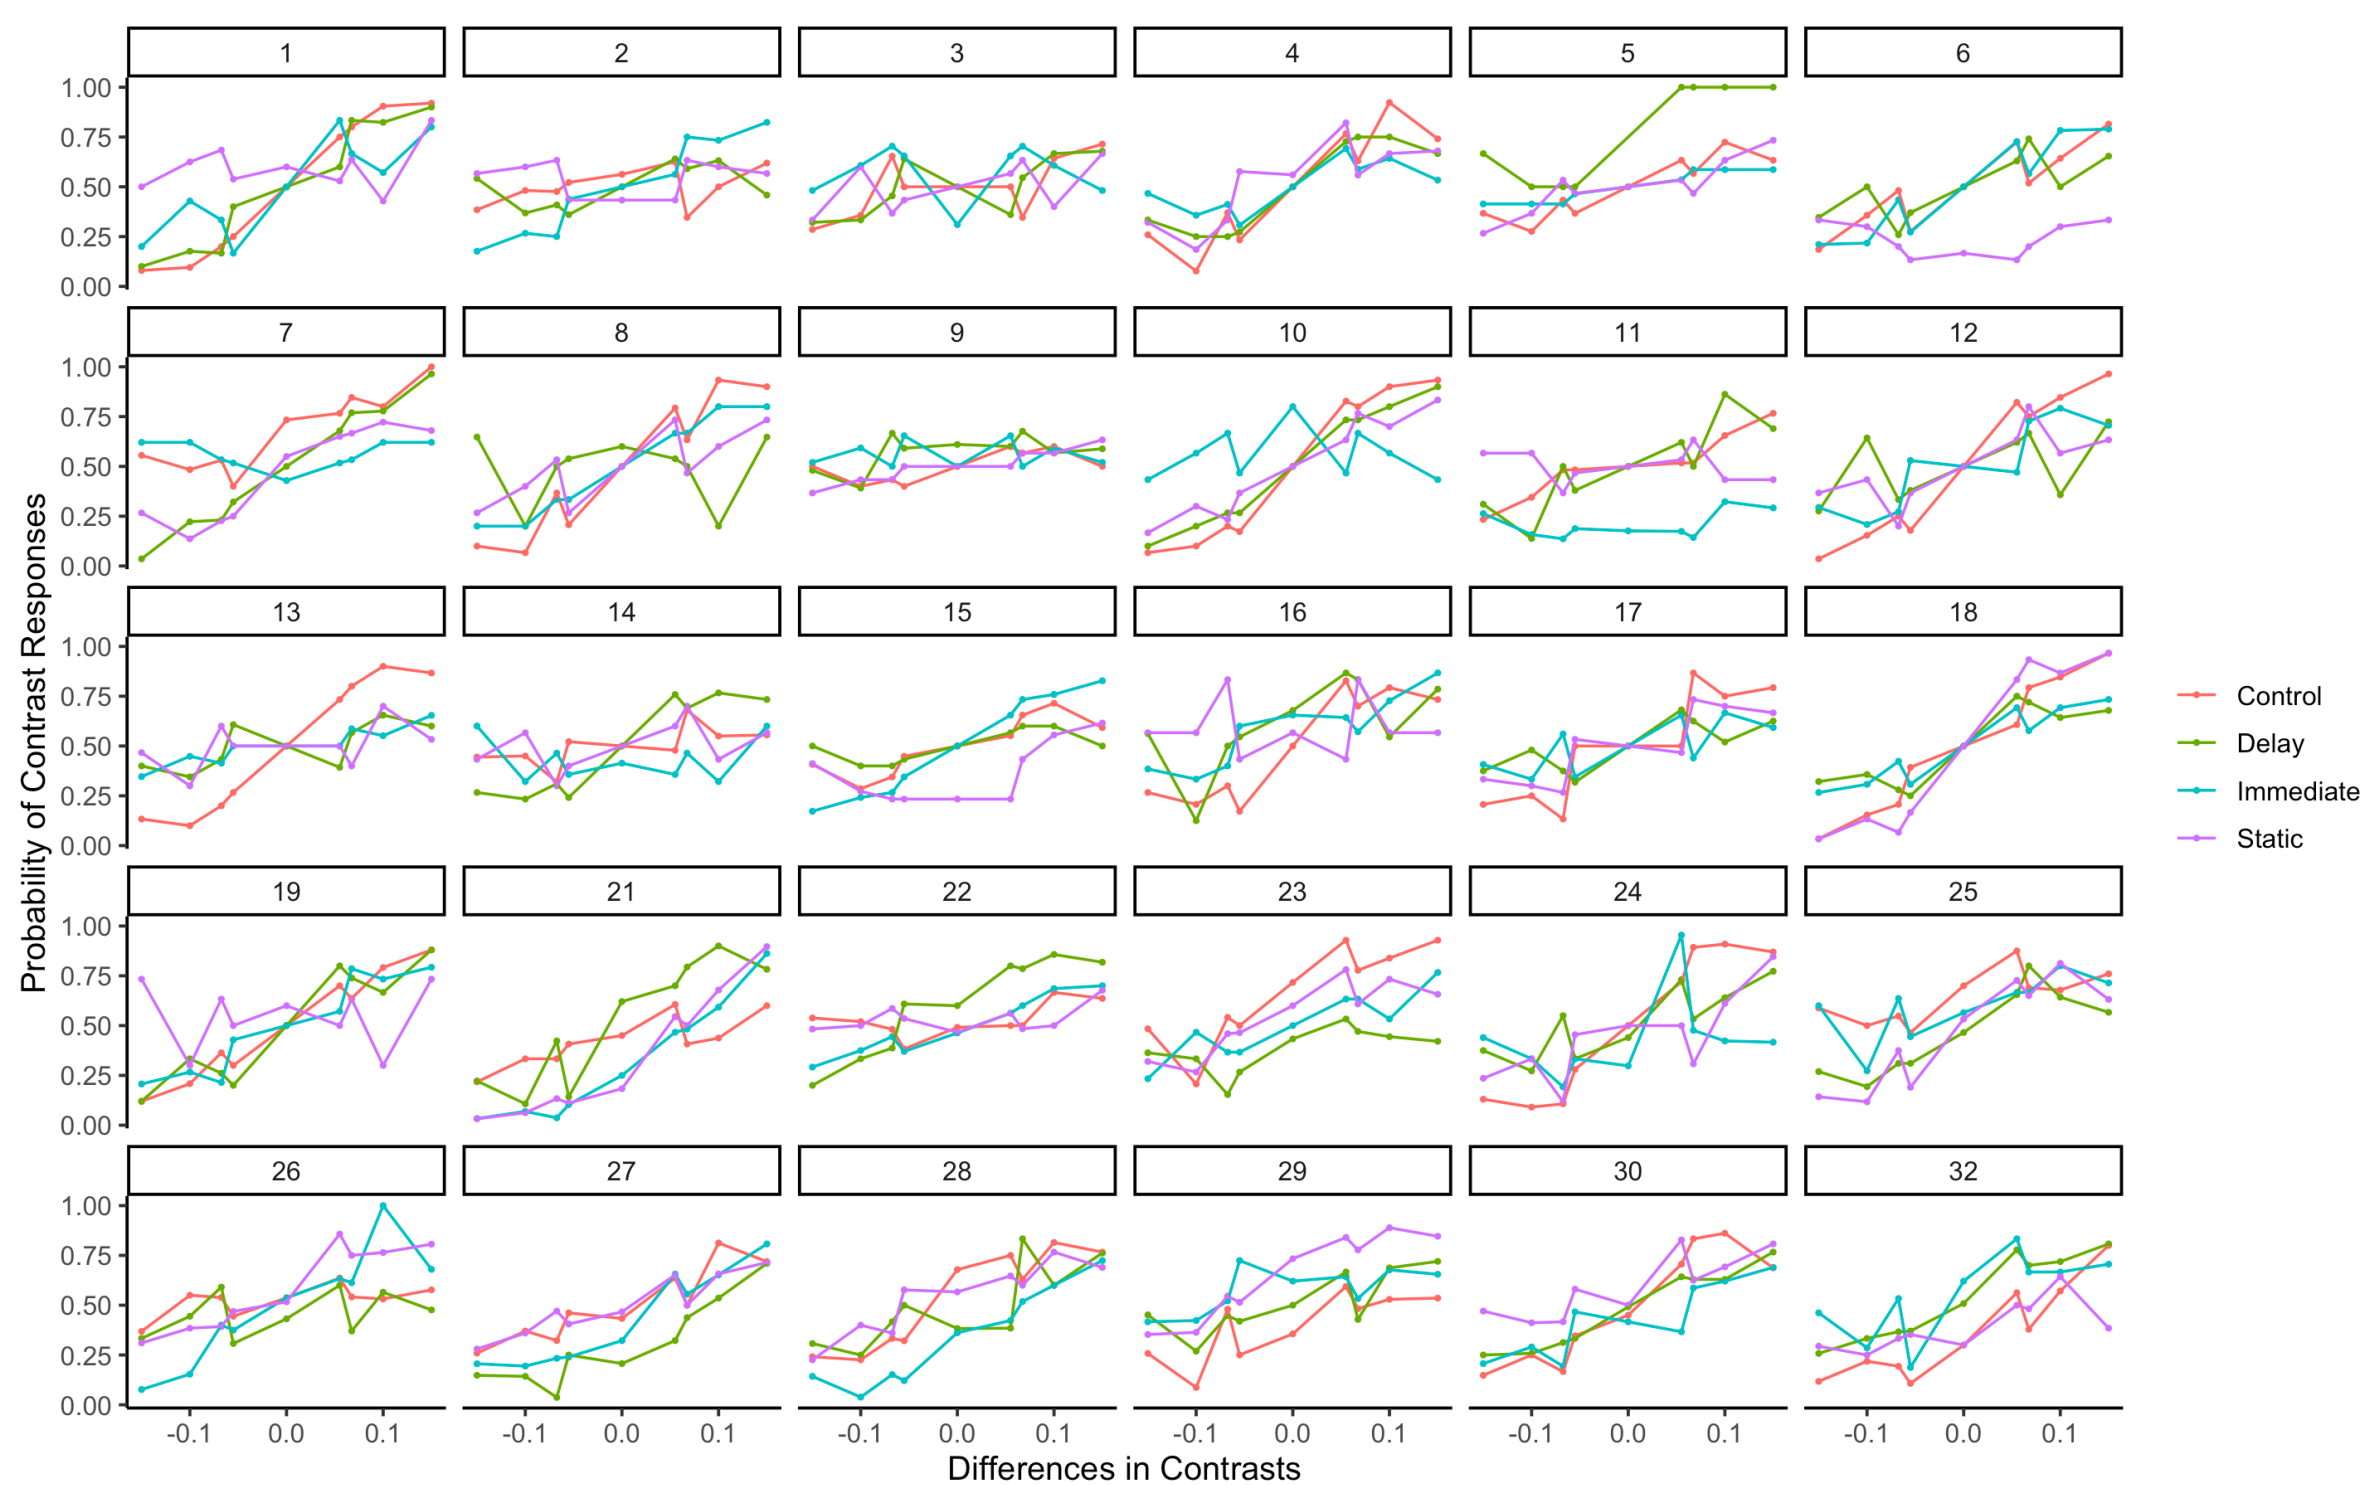 1 2 3 4 5 6
1.00
0.75
0.50
0.25
0.00
7 8 9 10 11 12
1.00
0.75
0.50
0.25
0.00
13 14 15 16 17 18
1.00
0.75
0.50
0.25
0.00
19 21 22 23 24 25
1.00
0.75
0.50
0.25
0.00
26 27 28 29 30 32
1.00
0.75
0.50
0.25
0.00
-0.1 0.0 0.1 -0.1 0.0 0.1 -0.1 0.0 0.1 -0.1 0.0 0.1 -0.1 0.0 0.1 -0.1 0.0 0.1
Differences in Contrasts
Probability of Contrast Responses
Control
Delay
Immediate
Static